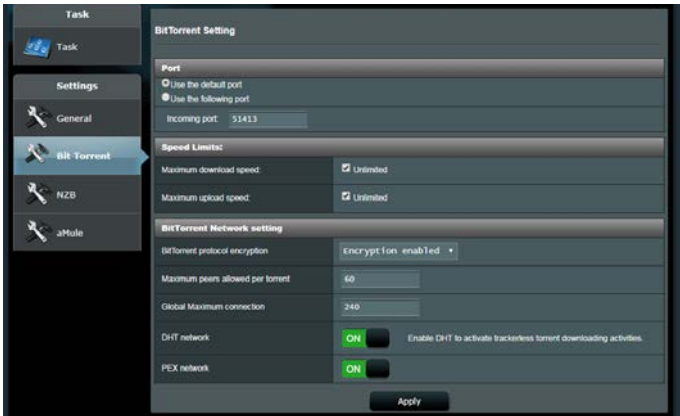 Task
Task
Settings
General
Bit Torrent
NZB
aMule
BitTorrent Setting
Port
Use the default port
Use the following port
Incoming port: 51413
Speed Limits:
Maximum download speed: Unlimited
Maximum upload speed: Unlimited
BitTorrent Network setting
BitTorrent protocol encryption Encryption enabled
Maximum peers allowed per torrent 60
Global Maximum connection 240
DHT network ON Enable DHT to activate trackerless torrent downloading activities.
PEX network ON
Apply